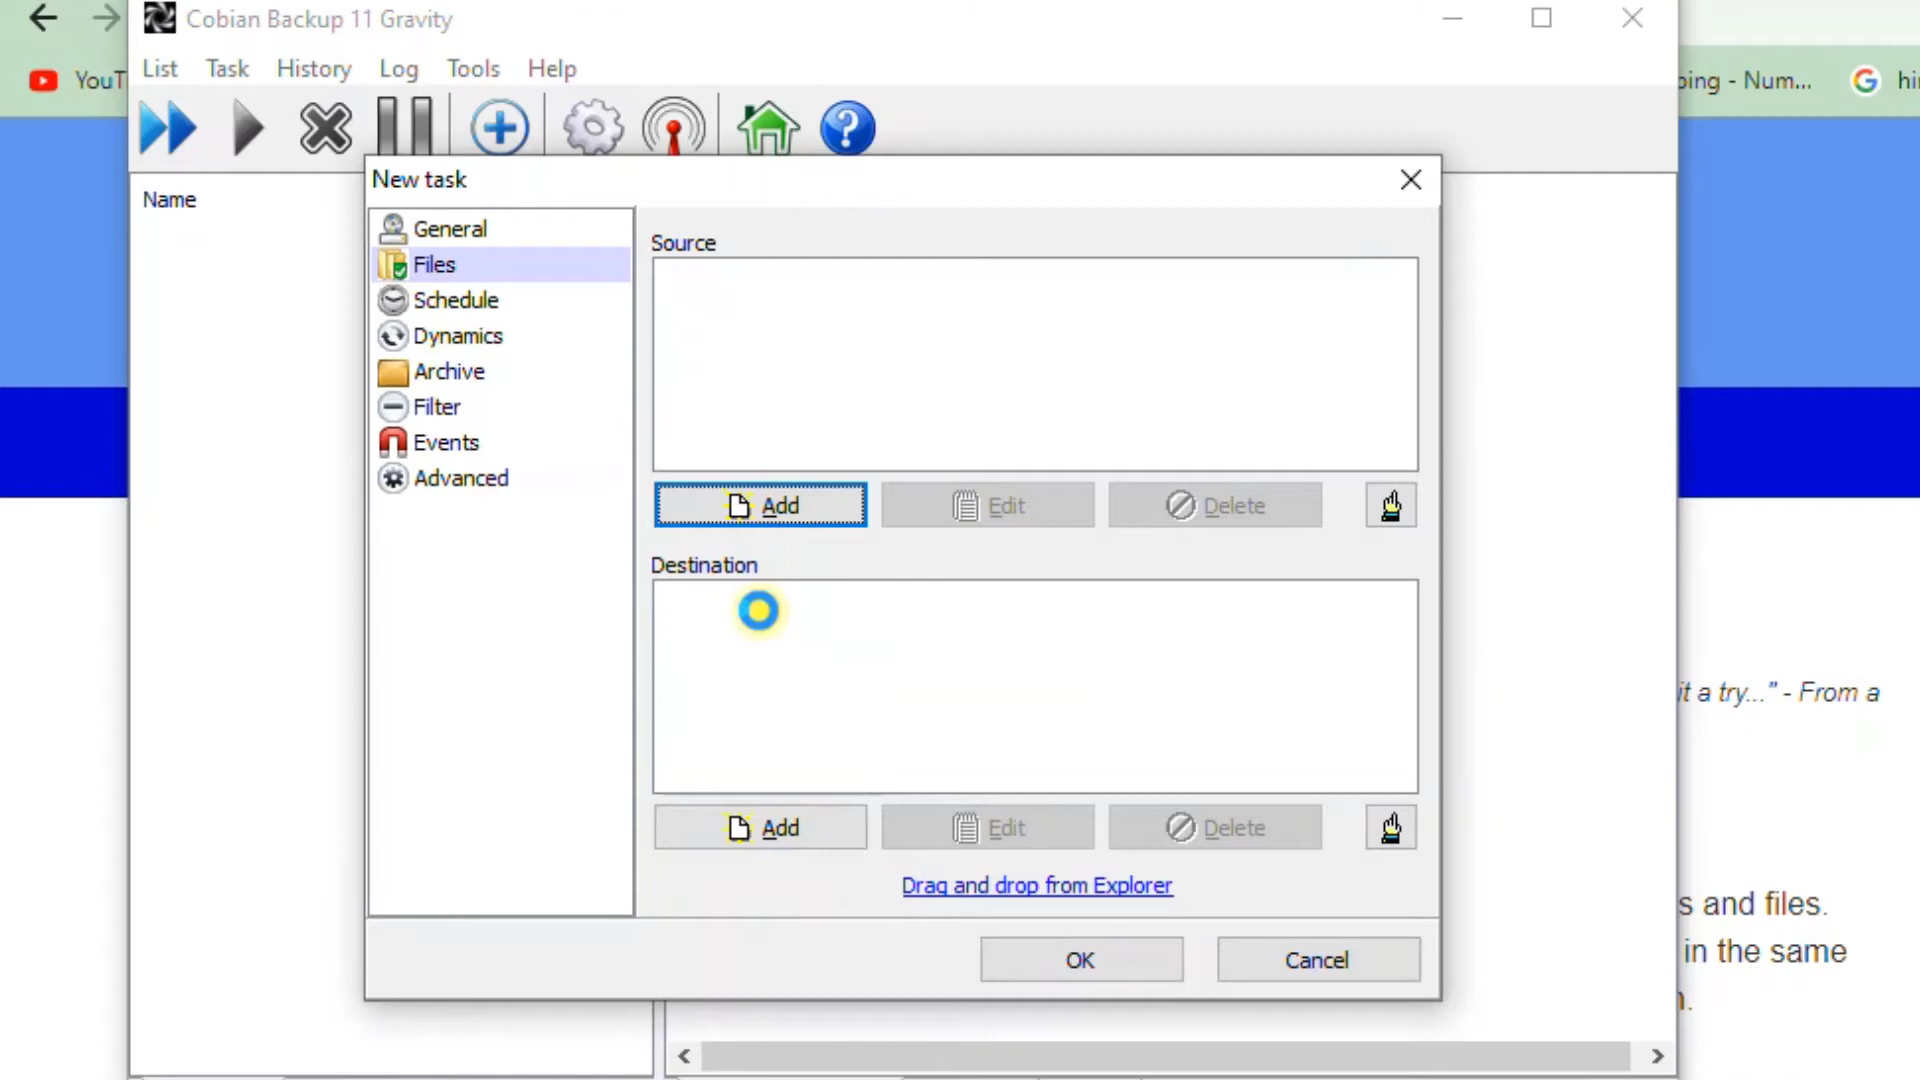 Cobian Backup 11 Gravity
List Task History Log Tools Help
YouT
ping - Num...
hi
Name
New task
General
Files
Schedule
Dynamics
Archive
Filter
Events
Advanced
Source
Add Edit Delete
Destination
Add Edit Delete
Drag and drop from Explorer
OK Cancel
it a try..." - From a
s and files.
in the same